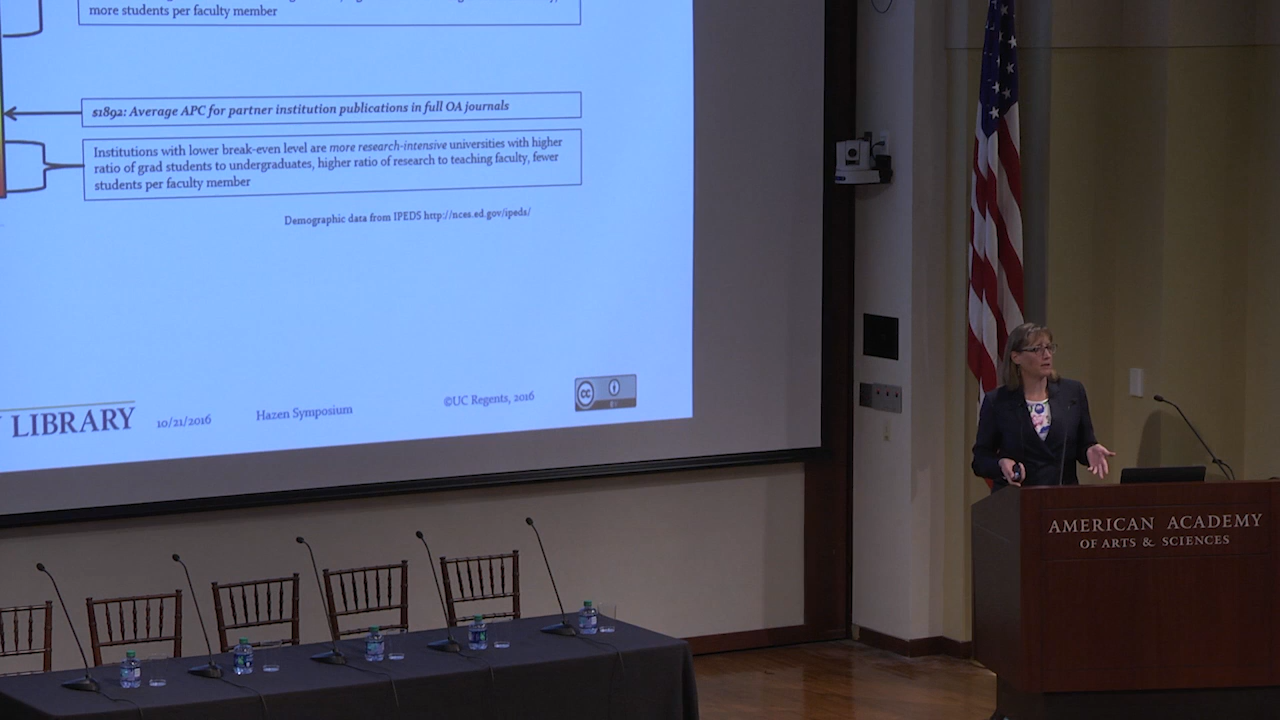 more students per faculty member
$1892: Average APC for partner institution publications in full OA journals
Institutions with lower break-even level are more research-intensive universities with higher
ratio of grad students to undergraduates, higher ratio of research to teaching faculty, fewer
students per faculty member
Demographic data from IPEDS http://nces.ed.gov/ipeds/
LIBRARY
10/21/2016
Hazen Symposium
©UC Regents, 2016
cc
AMERICAN ACADEMY
OF ARTS & SCIENCES